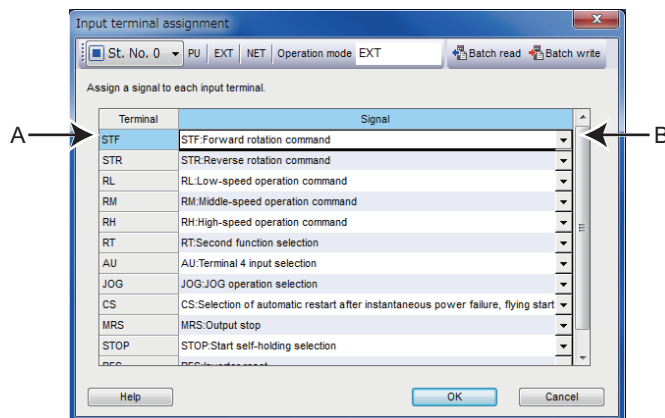 Input terminal assignment
St. No. 0 PU EXT NET Operation mode EXT Batch read Batch write
Assign a signal to each input terminal.
Terminal Signal
A STF STF:Forward rotation command B
STR STR:Reverse rotation command
RL RL:Low-speed operation command
RM RM:Middle-speed operation command
RH RH:High-speed operation command
RT RT:Second function selection
AU AU:Terminal 4 input selection
JOG JOG:JOG operation selection
CS CS:Selection of automatic restart after instantaneous power failure, flying start
MRS MRS:Output stop
STOP STOP:Start self-holding selection
RES RES:Inverter reset
Help OK Cancel